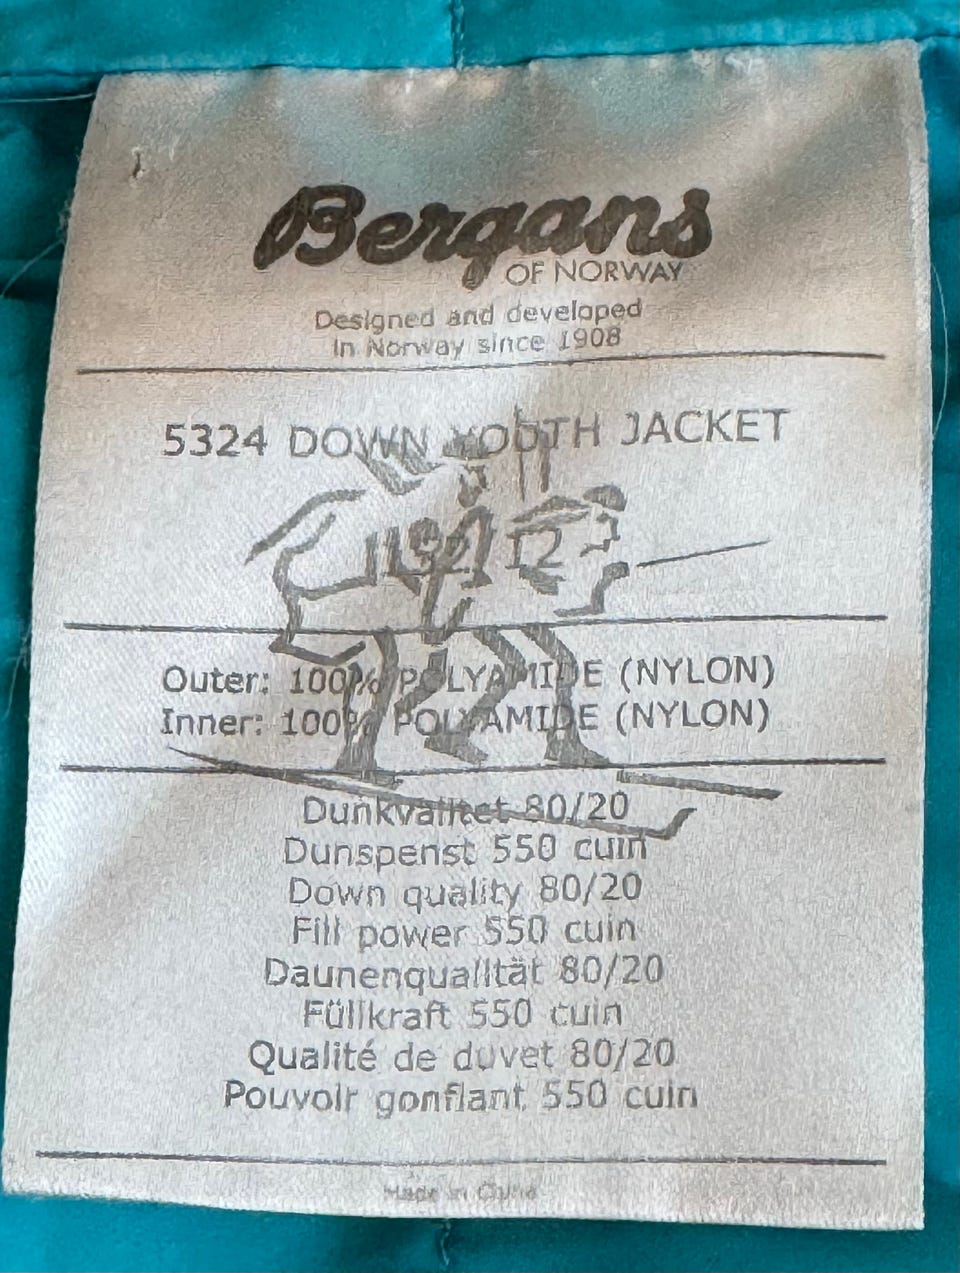 Bergans
OF NORWAY
Designed and developed
in Norway since 1908
5324 DOWN YOUTH JACKET
Outer: 100% POLYAMIDE (NYLON)
Inner: 100% POLYAMIDE (NYLON)
Dunkvalitet 80/20
Dunspenst 550 cuin
Down quality 80/20
Fill power 550 cuin
Daunenqualität 80/20
Füllkraft 550 cuin
Qualité de duvet 80/20
Pouvoir gonflant 550 cuin
Made in China